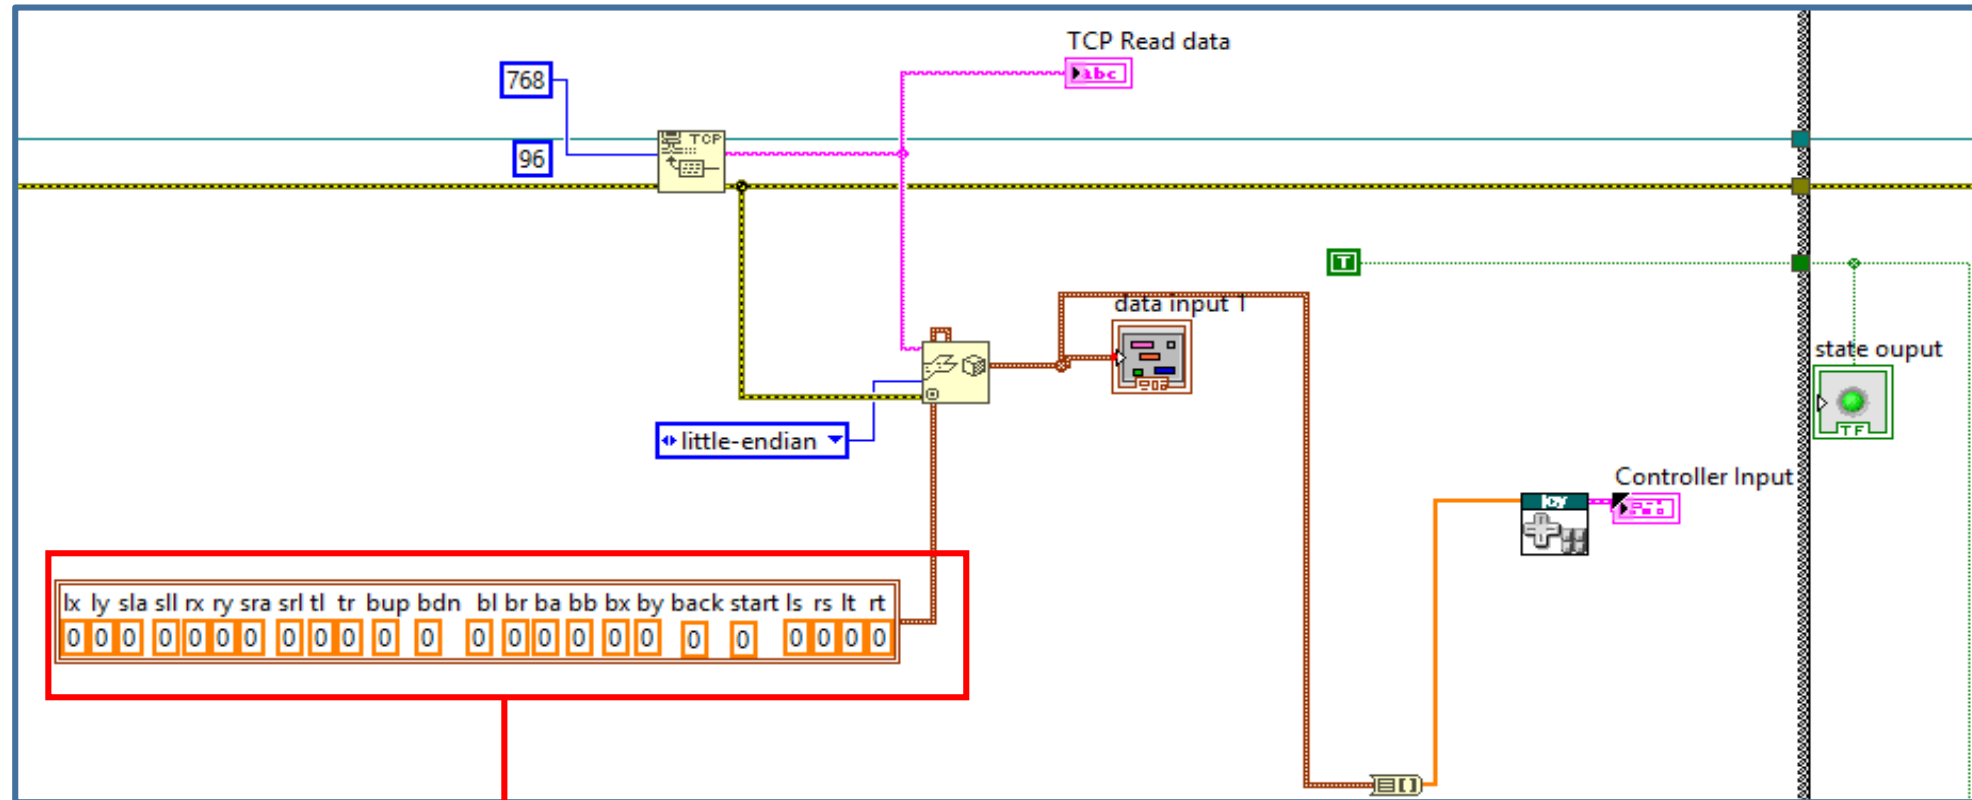 TCP Read data
abc
768
TCP
96
T
data input 1
state ouput
TF
little-endian
Controller Input
joy
lx ly sla sll rx ry sra srl tl tr bup bdn bl br ba bb bx by back start ls rs lt rt
0 0 0 0 0 0 0 0 0 0 0 0 0 0 0 0 0 0 0 0 0 0 0 0